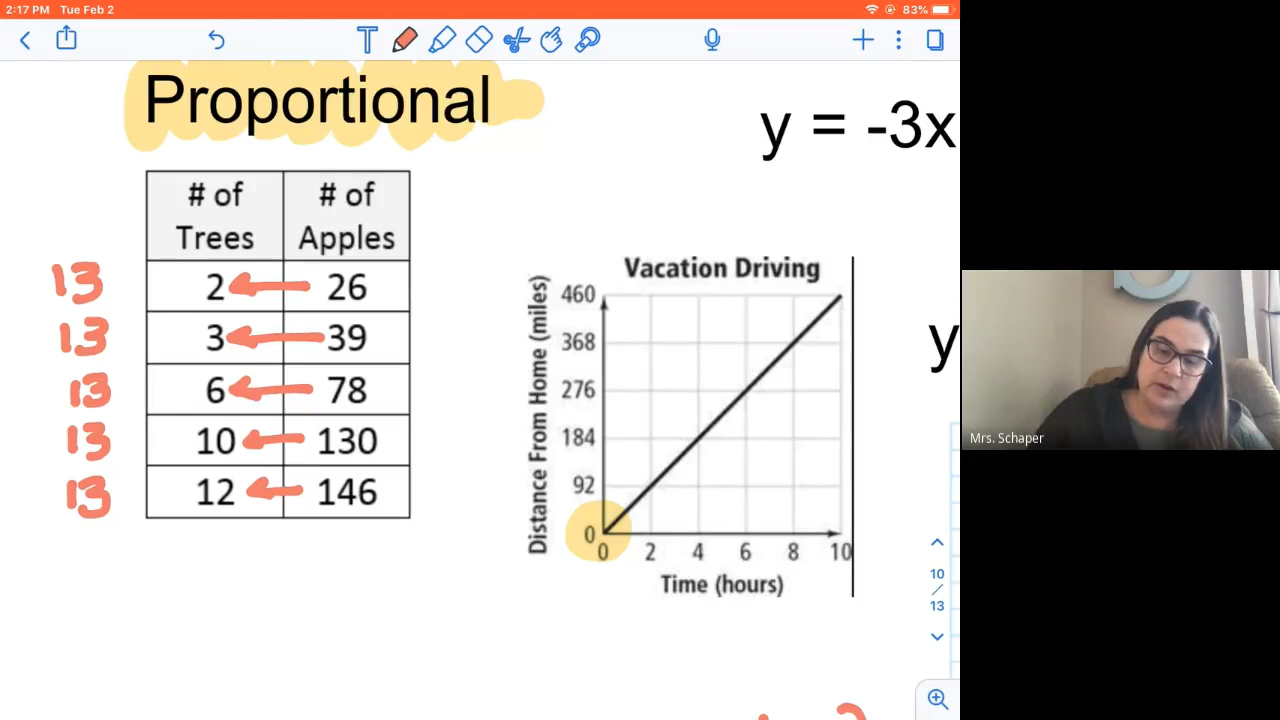 2:17 PM Tue Feb 2
83%
T
Proportional
y = -3x
# of Trees
# of Apples
13
2
26
13
3
39
13
6
78
13
10
130
13
12
146
Vacation Driving
Distance From Home (miles)
460
368
276
184
92
0
0 2 4 6 8 10
Time (hours)
y
Mrs. Schaper
10
/
13